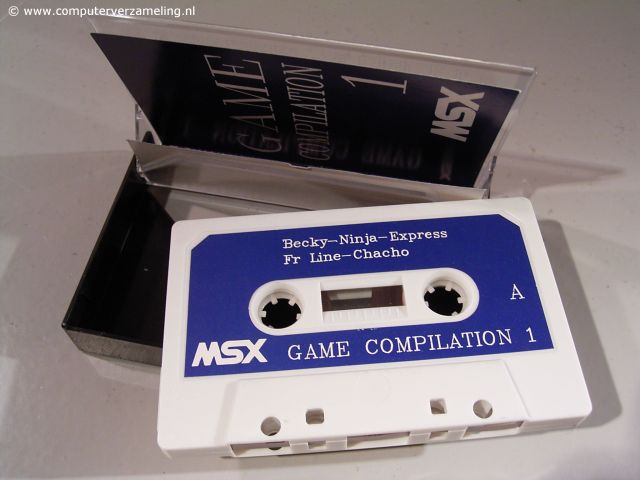 © www.computerverzameling.nl
GAME
COMPILATION
1
MSX
Becky-Ninja-Express
Fr Line-Chacho
A
MSX GAME COMPILATION 1